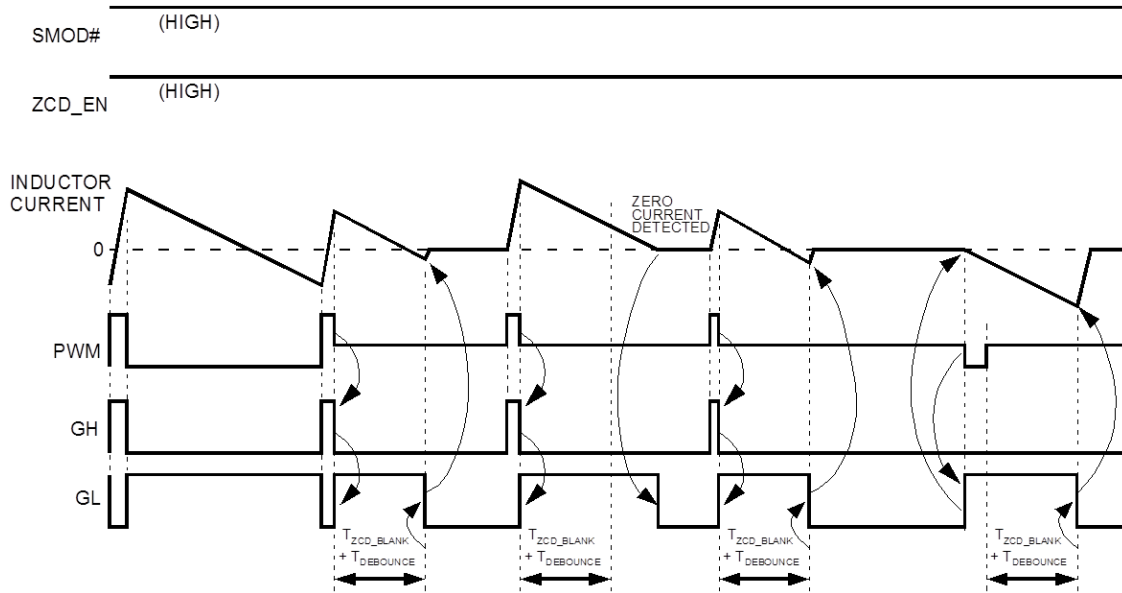 SMOD#
(HIGH)
ZCD_EN
(HIGH)
INDUCTOR
CURRENT
0
ZERO
CURRENT
DETECTED
PWM
GH
GL
TZCD_BLANK
+ TDEBOUNCE
TZCD_BLANK
+ TDEBOUNCE
TZCD_BLANK
+ TDEBOUNCE
TZCD_BLANK
+ TDEBOUNCE